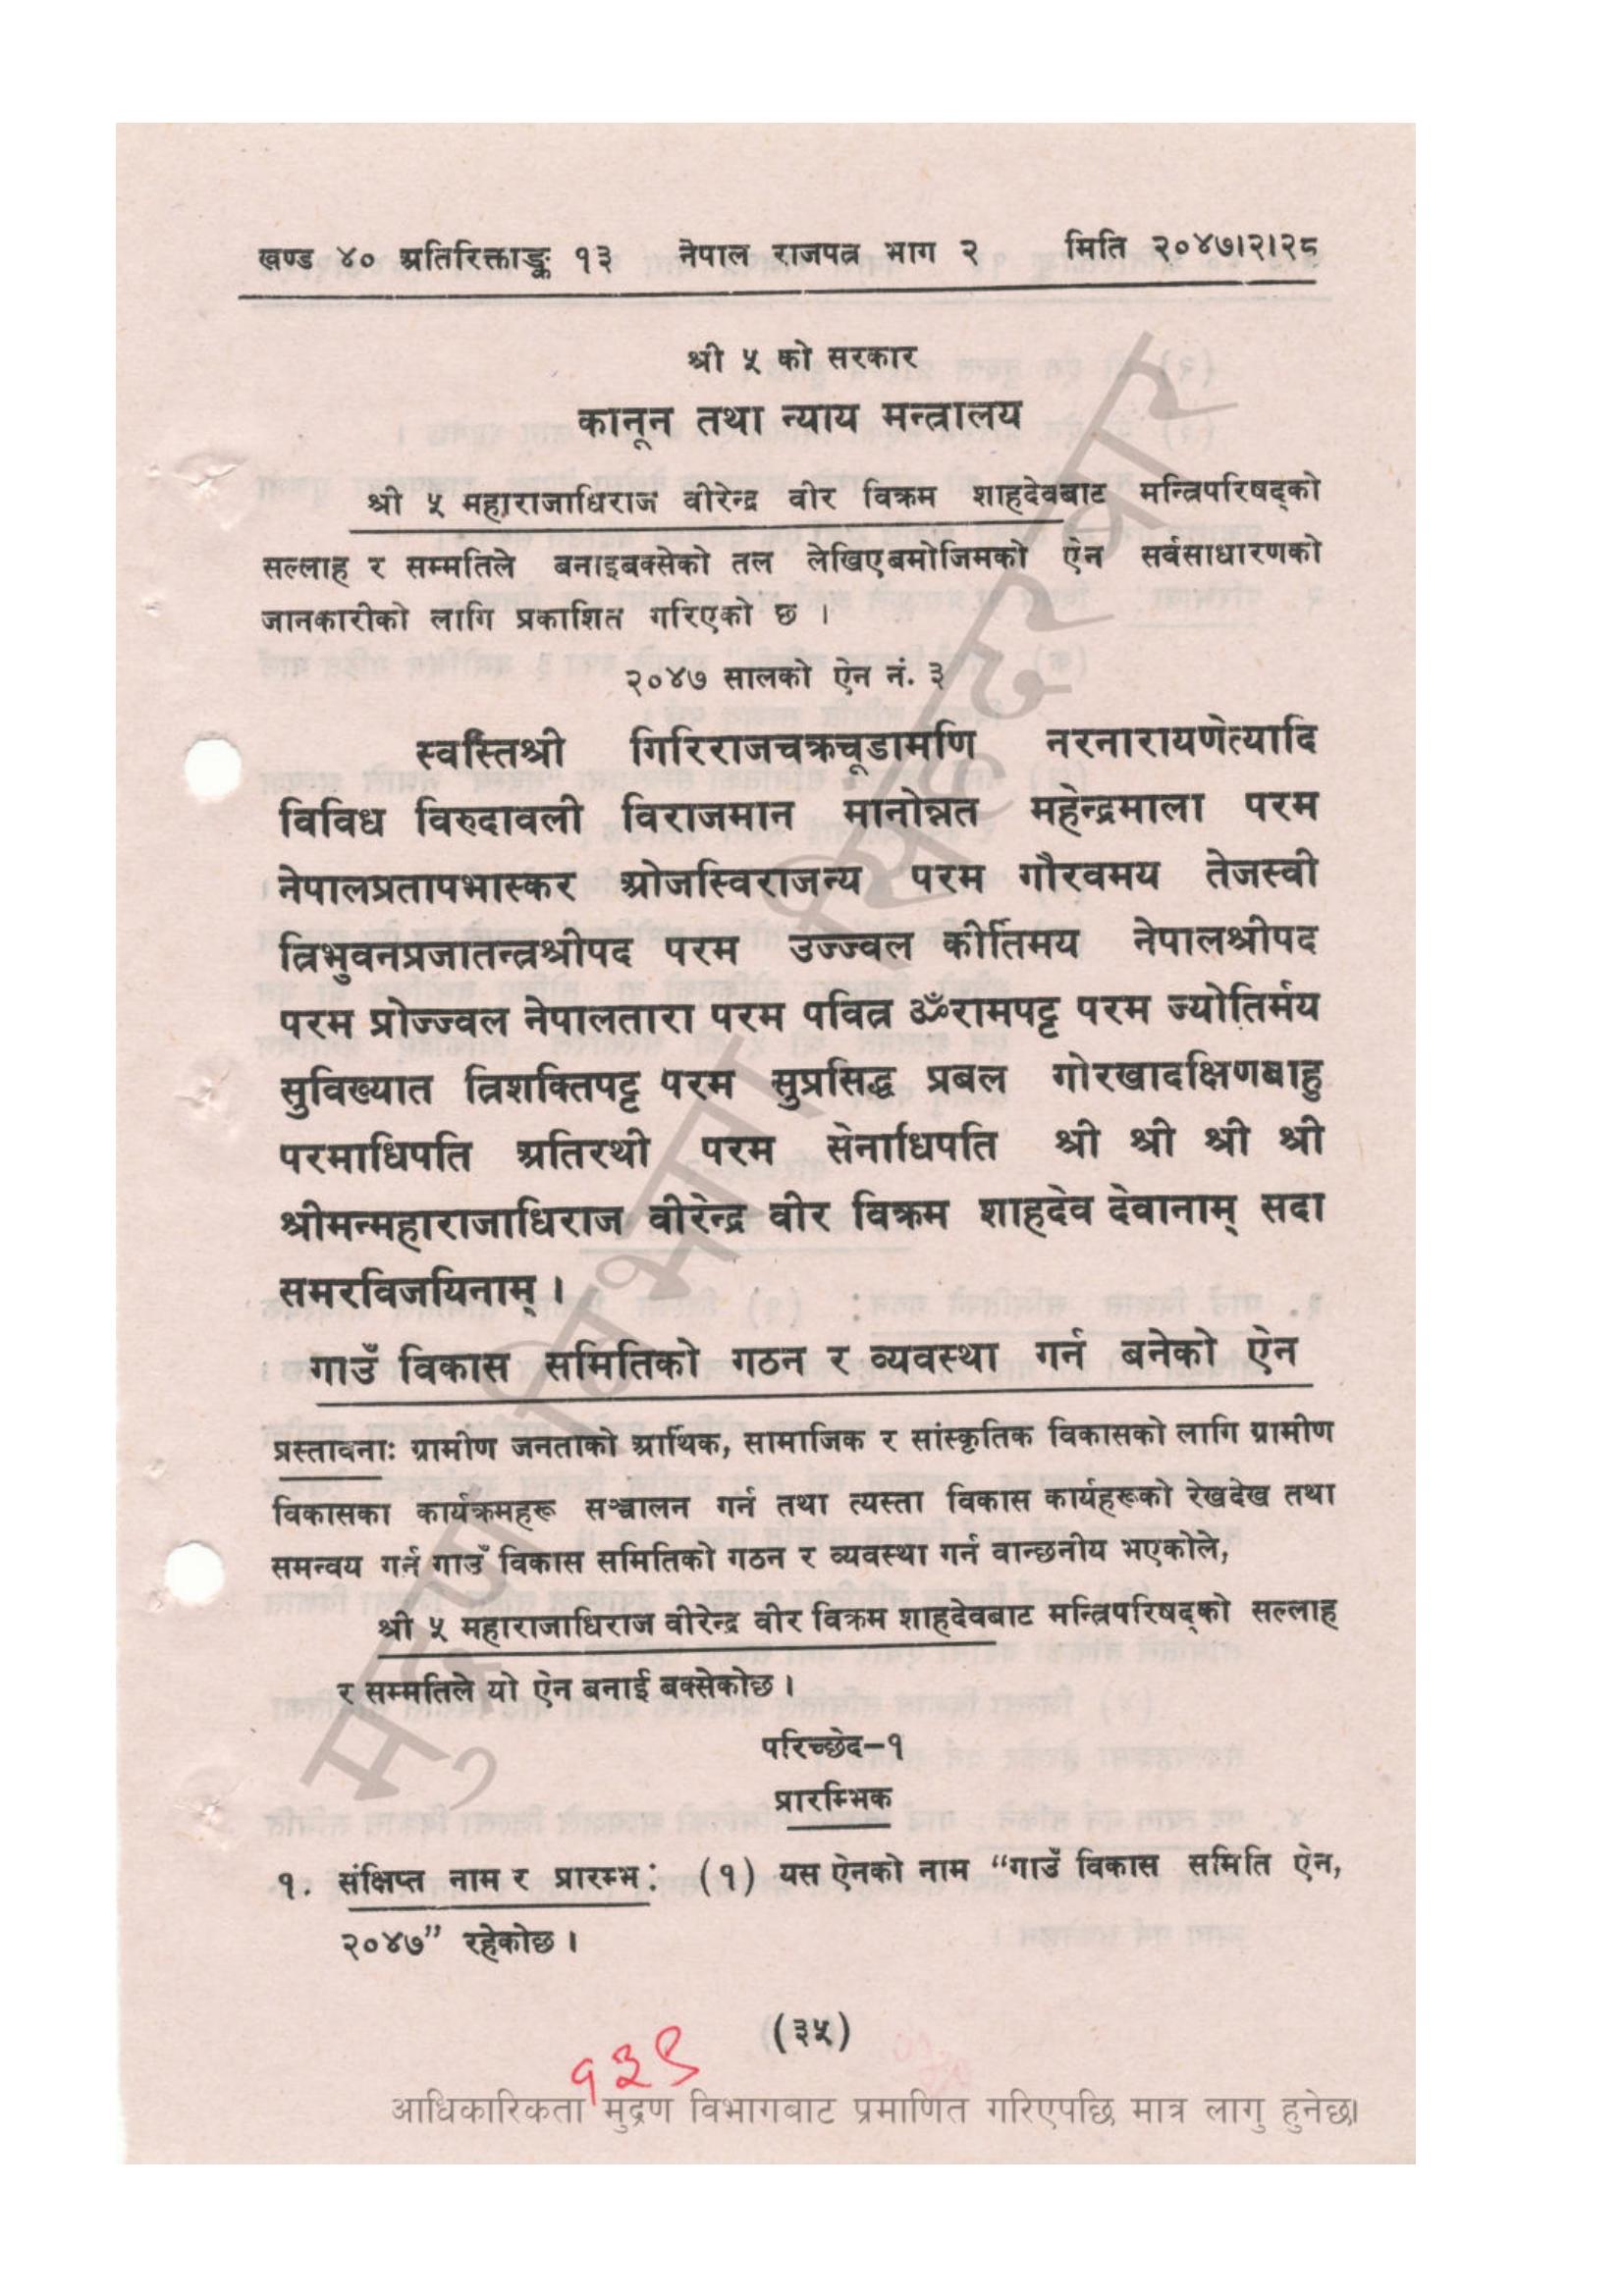 खण्ड ४० अतिरिक्ताङ्क १३ नेपाल राजपत्र भाग २ मिति २०४७।२।२८
श्री ५ को सरकार
कानून तथा न्याय मन्त्रालय
श्री ५ महाराजाधिराज वीरेन्द्र वीर विक्रम शाहदेवबाट मन्त्रिपरिषद्को
सल्लाह र सम्मतिले बनाइबक्सेको तल लेखिएबमोजिमको ऐन सर्वसाधारणको
जानकारीको लागि प्रकाशित गरिएको छ ।
२०४७ सालको ऐन नं. ३
स्वस्तिश्री गिरिराजचक्रचूडामणि नरनारायणेत्यादि
विविध विरुदावली विराजमान मानोन्नत महेन्द्रमाला परम
नेपालप्रतापभास्कर ओजस्विराजन्य परम गौरवमय तेजस्वी
त्रिभुवनप्रजातन्त्रश्रीपद परम उज्ज्वल कीर्तिमय नेपालश्रीपद
परम प्रोज्ज्वल नेपालतारा परम पवित्र ॐरामपट्ट परम ज्योतिर्मय
सुविख्यात त्रिशक्तिपट्ट परम सुप्रसिद्ध प्रबल गोरखादक्षिणबाहु
परमाधिपति अतिरथी परम सेनाधिपति श्री श्री श्री श्री
श्रीमन्महाराजाधिराज वीरेन्द्र वीर विक्रम शाहदेव देवानाम् सदा
समरविजयिनाम् ।
गाउँ विकास समितिको गठन र व्यवस्था गर्न बनेको ऐन
प्रस्तावनाः ग्रामीण जनताको आर्थिक, सामाजिक र सांस्कृतिक विकासको लागि ग्रामीण
विकासका कार्यक्रमहरू सञ्चालन गर्न तथा त्यस्ता विकास कार्यहरूको रेखदेख तथा
समन्वय गर्न गाउँ विकास समितिको गठन र व्यवस्था गर्न वान्छनीय भएकोले,
श्री ५ महाराजाधिराज वीरेन्द्र वीर विक्रम शाहदेवबाट मन्त्रिपरिषद्को सल्लाह
र सम्मतिले यो ऐन बनाई बक्सेकोछ ।
परिच्छेद–१
प्रारम्भिक
१. संक्षिप्त नाम र प्रारम्भ : (१) यस ऐनको नाम “गाउँ विकास समिति ऐन,
२०४७” रहेकोछ ।
(३५)
१३९
आधिकारिकता मुद्रण विभागबाट प्रमाणित गरिएपछि मात्र लागु हुनेछ।
मुद्रण विभाग, सिंहदरबार